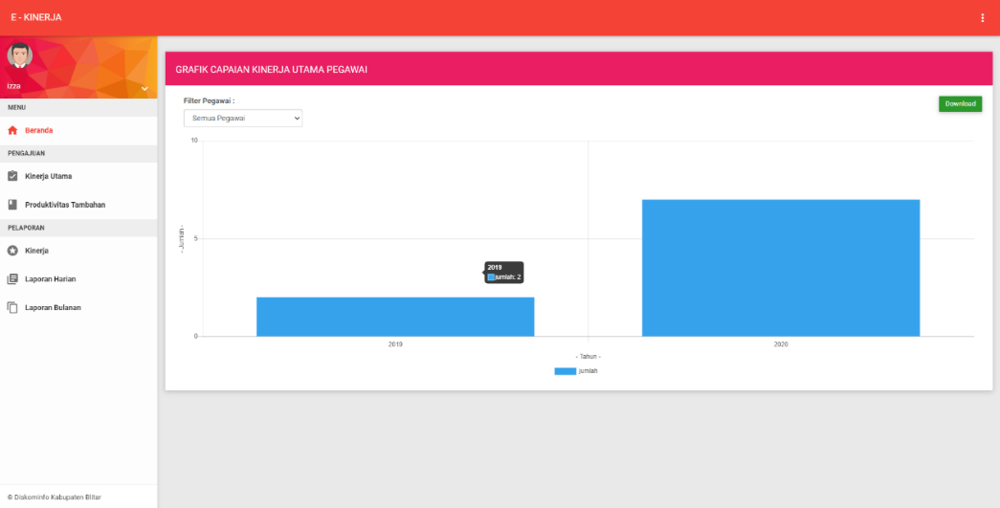 E - KINERJA
izza
MENU
Beranda
PENGAJUAN
Kinerja Utama
Produktivitas Tambahan
PELAPORAN
Kinerja
Laporan Harian
Laporan Bulanan
© Diskominfo Kabupaten Blitar
GRAFIK CAPAIAN KINERJA UTAMA PEGAWAI
Filter Pegawai :
Semua Pegawai
Download
10
5
0
- Jumlah -
2019
jumlah: 2
2019
2020
- Tahun -
jumlah